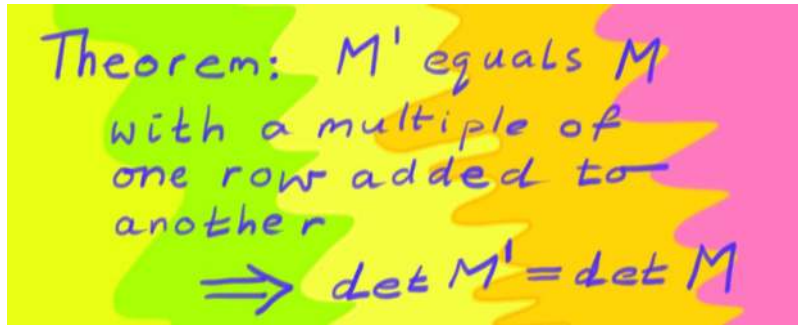 Theorem: M' equals M
with a multiple of
one row added to
another
⇒ det M' = det M